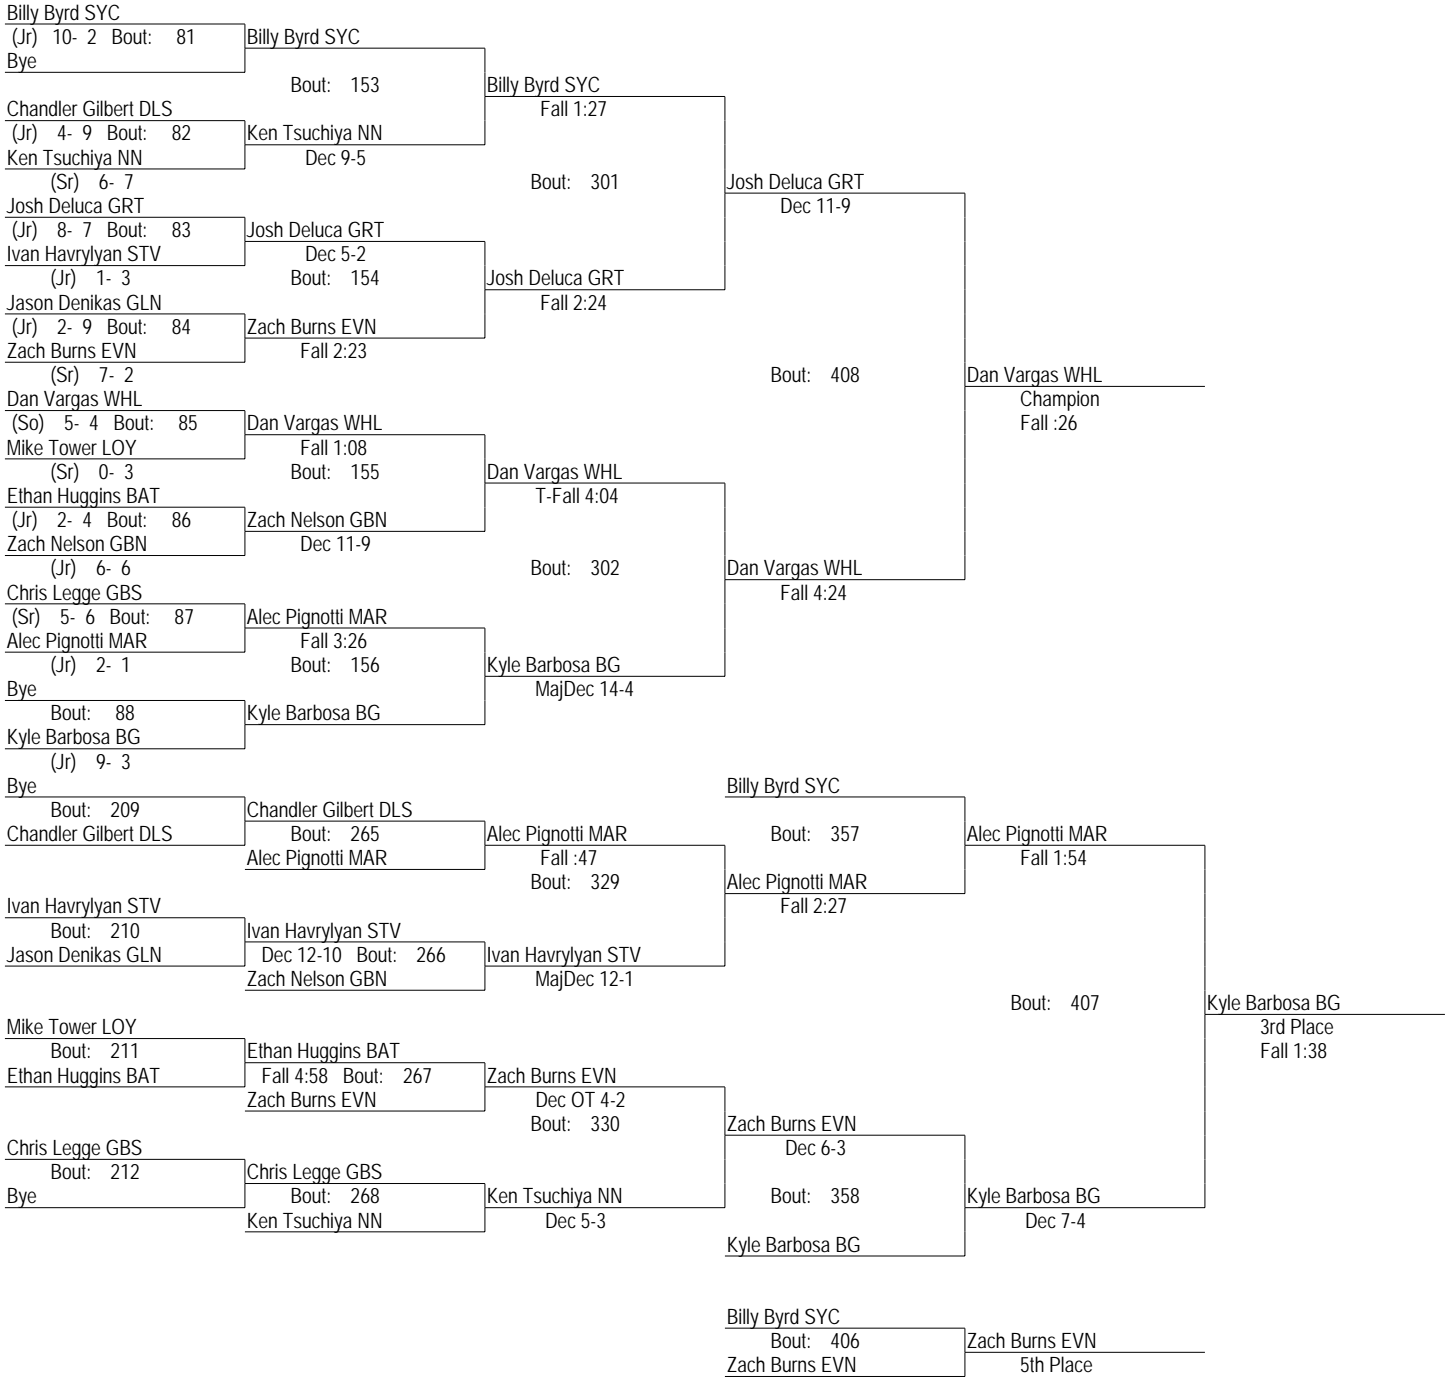 Billy Byrd SYC
(Jr) 10- 2 Bout: 81 Billy Byrd SYC
Bye
Bout: 153 Billy Byrd SYC
Chandler Gilbert DLS Fall 1:27
(Jr) 4- 9 Bout: 82 Ken Tsuchiya NN
Ken Tsuchiya NN Dec 9-5
(Sr) 6- 7 Bout: 301 Josh Deluca GRT
Josh Deluca GRT Dec 11-9
(Jr) 8- 7 Bout: 83 Josh Deluca GRT
Ivan Havrylyan STV Dec 5-2
(Jr) 1- 3 Bout: 154 Josh Deluca GRT
Jason Denikas GLN Fall 2:24
(Jr) 2- 9 Bout: 84 Zach Burns EVN
Zach Burns EVN Fall 2:23
(Sr) 7- 2 Bout: 408 Dan Vargas WHL
Dan Vargas WHL Champion
(So) 5- 4 Bout: 85 Dan Vargas WHL Fall :26
Mike Tower LOY Fall 1:08
(Sr) 0- 3 Bout: 155 Dan Vargas WHL
Ethan Huggins BAT T-Fall 4:04
(Jr) 2- 4 Bout: 86 Zach Nelson GBN
Zach Nelson GBN Dec 11-9
(Jr) 6- 6 Bout: 302 Dan Vargas WHL
Chris Legge GBS Fall 4:24
(Sr) 5- 6 Bout: 87 Alec Pignotti MAR
Alec Pignotti MAR Fall 3:26
(Jr) 2- 1 Bout: 156 Kyle Barbosa BG
Bye MajDec 14-4
Bout: 88 Kyle Barbosa BG
Kyle Barbosa BG
(Jr) 9- 3
Bye Billy Byrd SYC
Bout: 209 Chandler Gilbert DLS
Chandler Gilbert DLS Bout: 265 Alec Pignotti MAR Bout: 357 Alec Pignotti MAR
Alec Pignotti MAR Fall :47 Fall 1:54
Bout: 329 Alec Pignotti MAR
Ivan Havrylyan STV Fall 2:27
Bout: 210 Ivan Havrylyan STV
Jason Denikas GLN Dec 12-10 Bout: 266 Ivan Havrylyan STV
Zach Nelson GBN MajDec 12-1
Bout: 407 Kyle Barbosa BG
Mike Tower LOY 3rd Place
Bout: 211 Ethan Huggins BAT Fall 1:38
Ethan Huggins BAT Fall 4:58 Bout: 267 Zach Burns EVN
Zach Burns EVN Dec OT 4-2
Bout: 330 Zach Burns EVN
Chris Legge GBS Dec 6-3
Bout: 212 Chris Legge GBS
Bye Bout: 268 Ken Tsuchiya NN Bout: 358 Kyle Barbosa BG
Ken Tsuchiya NN Dec 5-3 Dec 7-4
Kyle Barbosa BG
Billy Byrd SYC
Bout: 406 Zach Burns EVN
Zach Burns EVN 5th Place